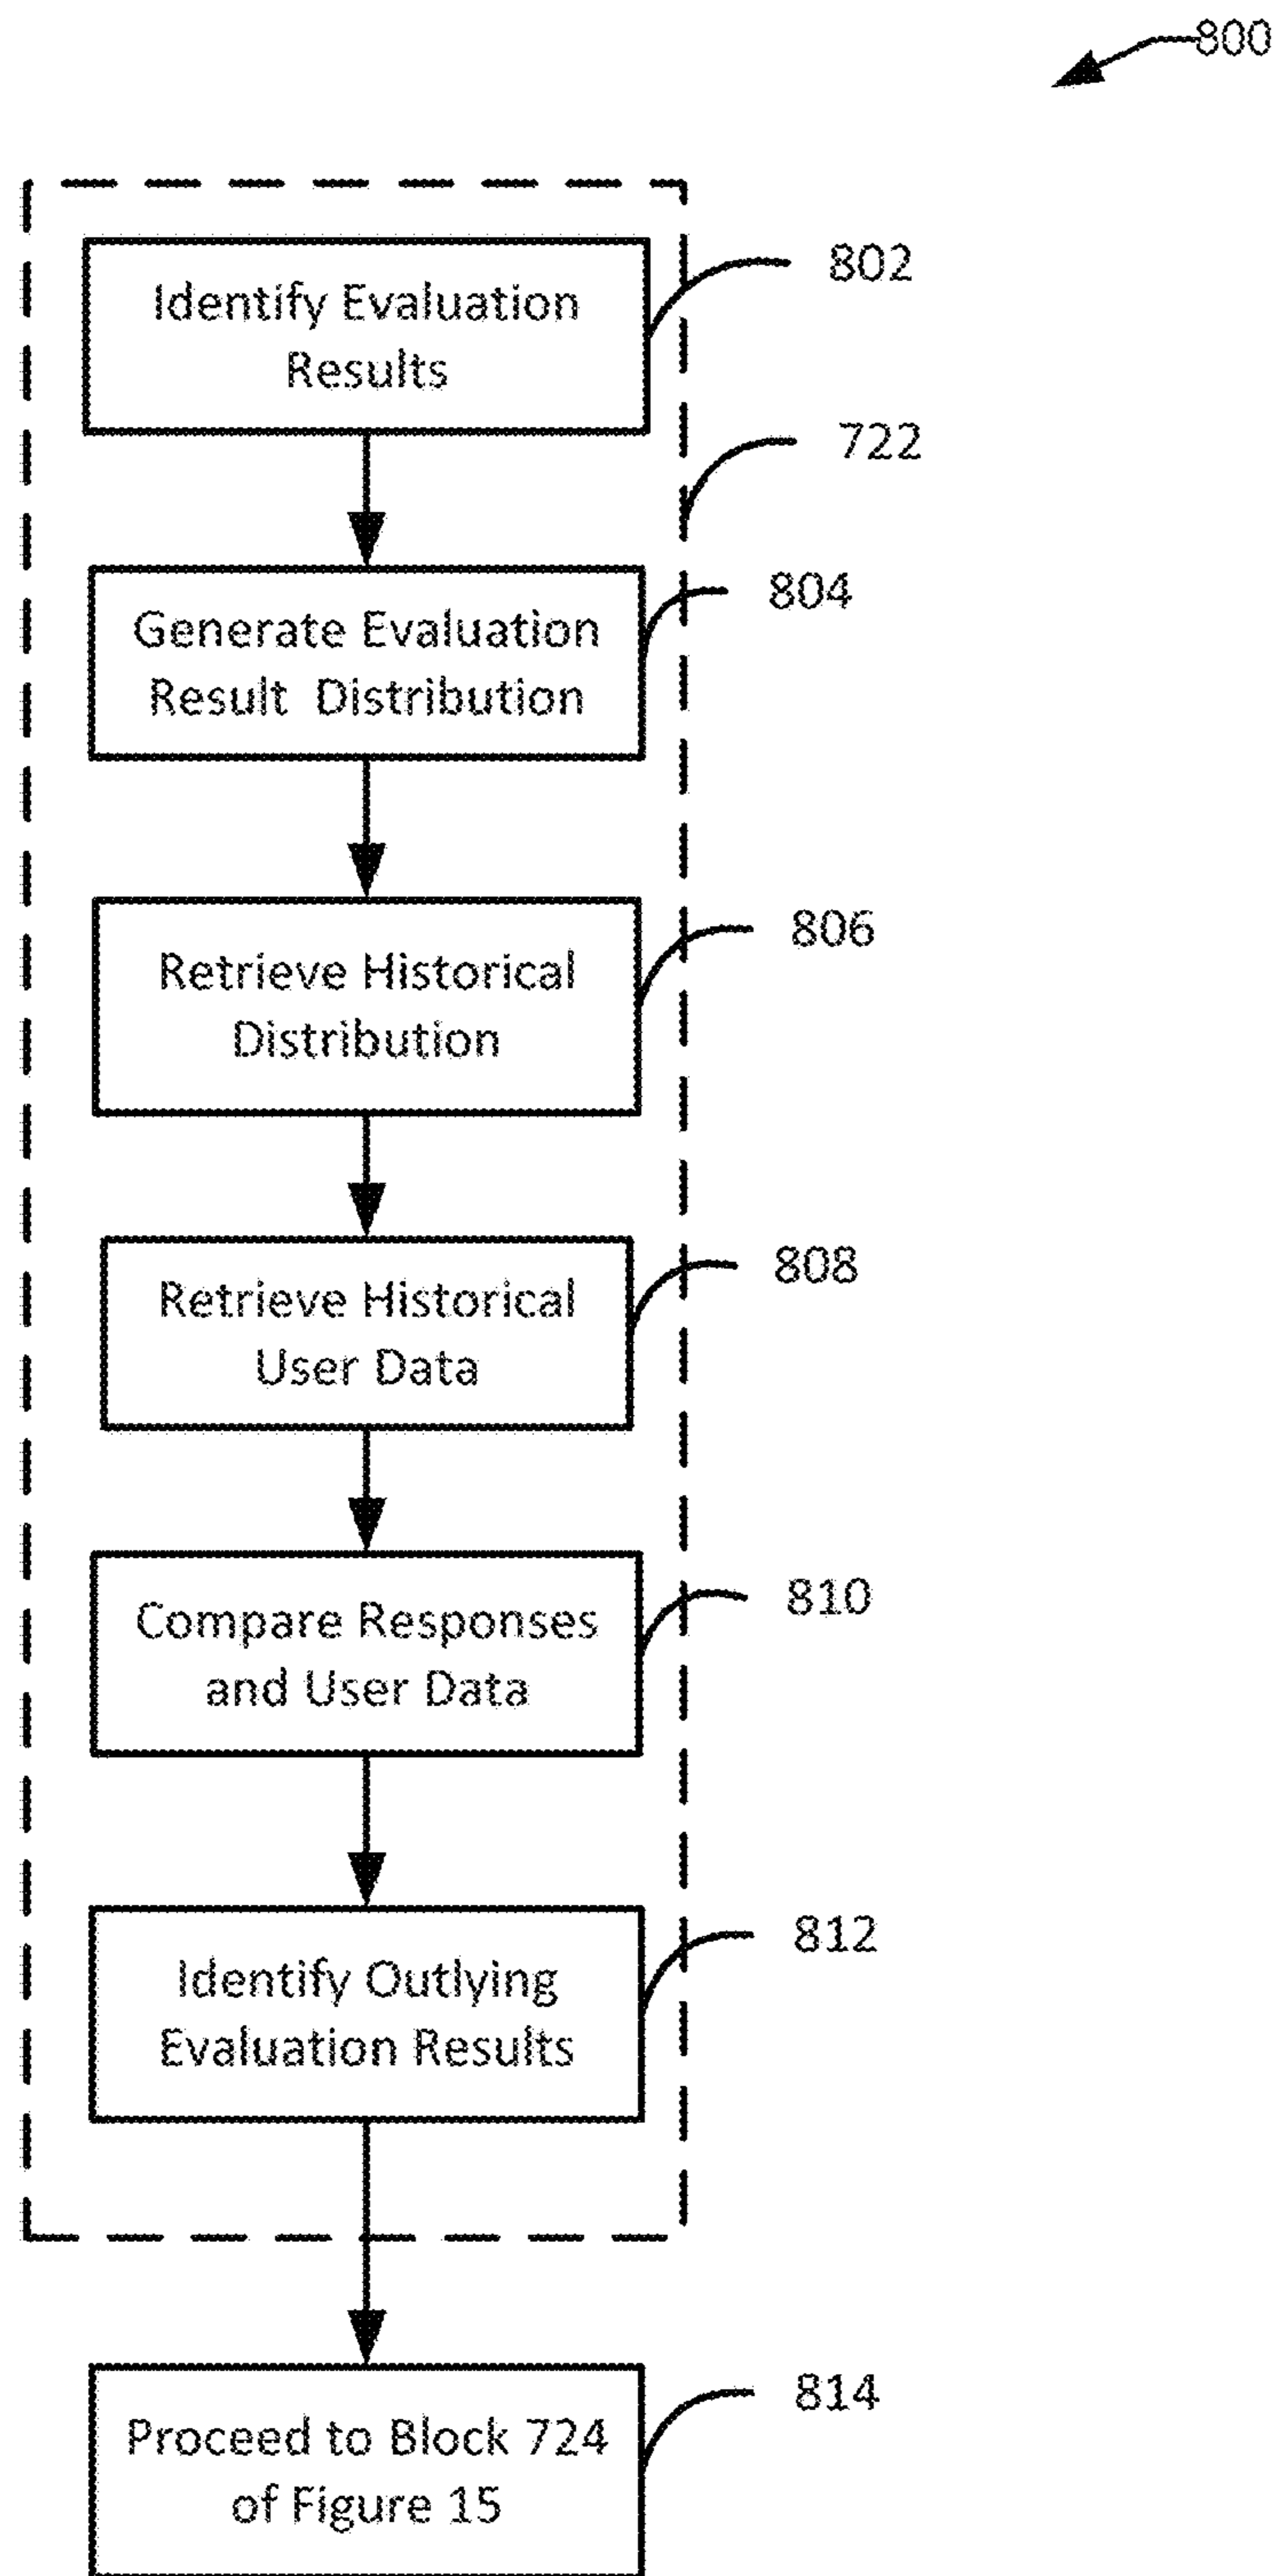 800
Identify Evaluation
Results
802
722
Generate Evaluation
Result Distribution
804
Retrieve Historical
Distribution
806
Retrieve Historical
User Data
808
Compare Responses
and User Data
810
Identify Outlying
Evaluation Results
812
Proceed to Block 724
of Figure 15
814